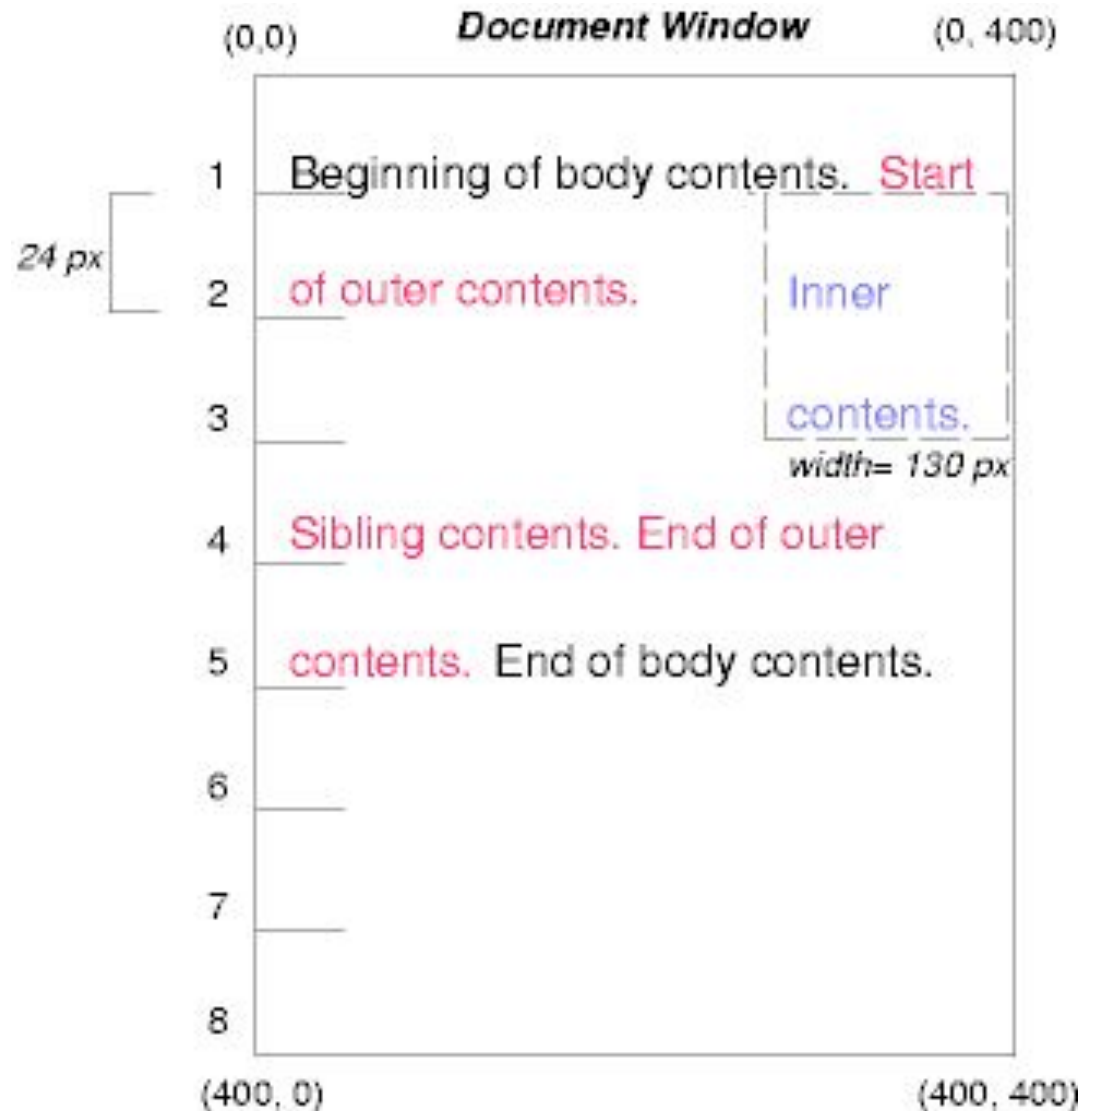 Document Window
(0,0) (0, 400)
1 Beginning of body contents. Start
24 px
2 of outer contents. Inner
3 contents.
width= 130 px
4 Sibling contents. End of outer
5 contents. End of body contents.
6
7
8
(400, 0) (400, 400)